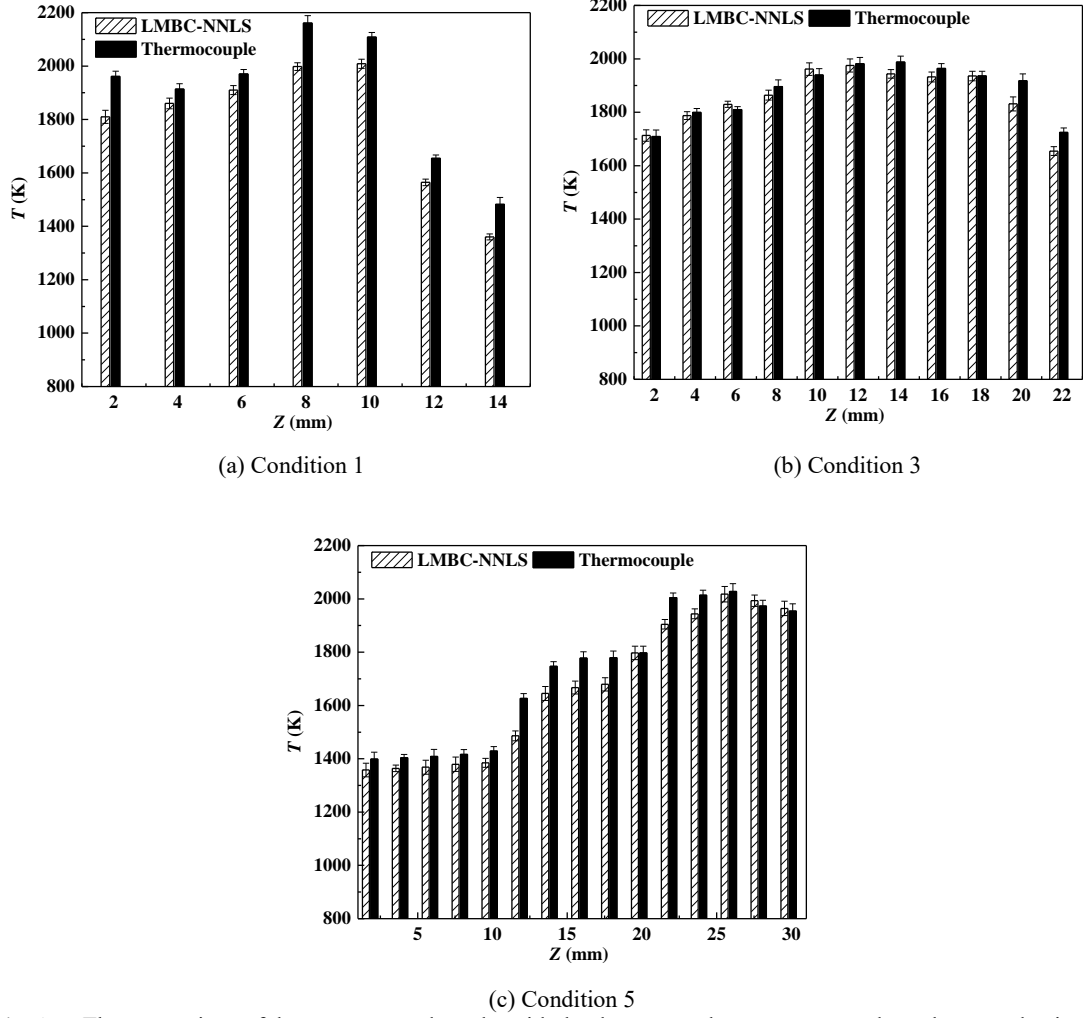 LMBC-NNLS
Thermocouple
2200
2000
1800
1600
1400
1200
1000
800
T (K)
2 4 6 8 10 12 14
Z (mm)
(a) Condition 1
LMBC-NNLS Thermocouple
2200
2000
1800
1600
1400
1200
1000
800
T (K)
2 4 6 8 10 12 14 16 18 20 22
Z (mm)
(b) Condition 3
LMBC-NNLS Thermocouple
2200
2000
1800
1600
1400
1200
1000
800
T (K)
5 10 15 20 25 30
Z (mm)
(c) Condition 5